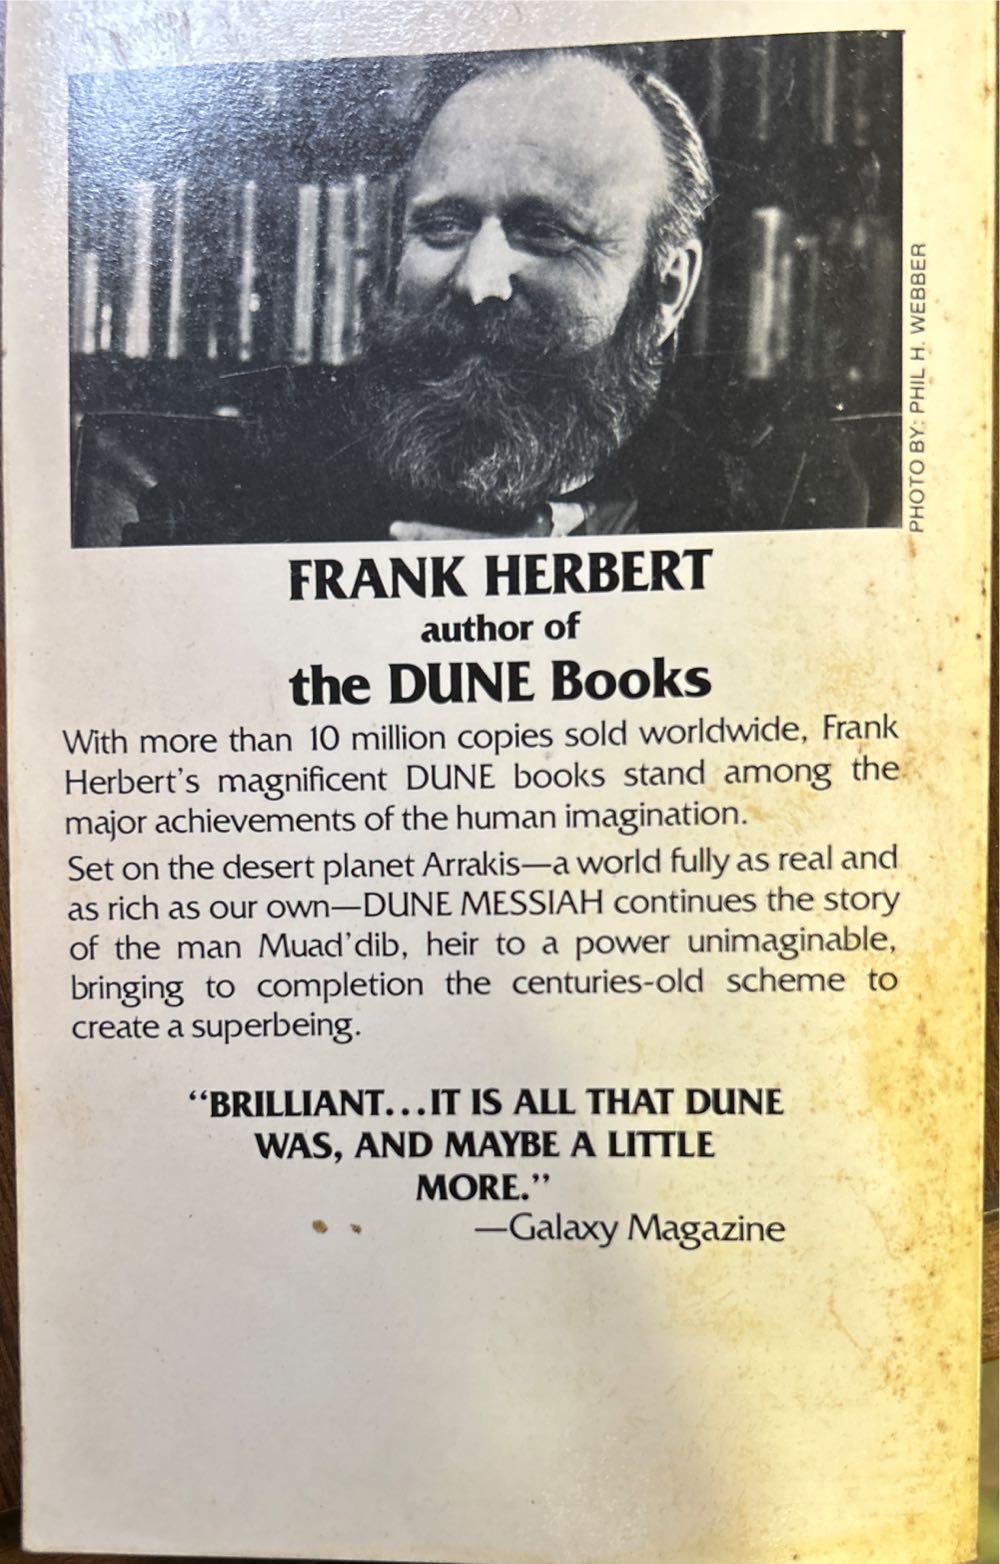 PHOTO BY: PHIL H. WEBBER
FRANK HERBERT
author of
the DUNE Books
With more than 10 million copies sold worldwide, Frank
Herbert's magnificent DUNE books stand among the
major achievements of the human imagination.
Set on the desert planet Arrakis—a world fully as real and
as rich as our own—DUNE MESSIAH continues the story
of the man Muad'dib, heir to a power unimaginable,
bringing to completion the centuries-old scheme to
create a superbeing.
“BRILLIANT...IT IS ALL THAT DUNE
WAS, AND MAYBE A LITTLE
MORE.”
—Galaxy Magazine